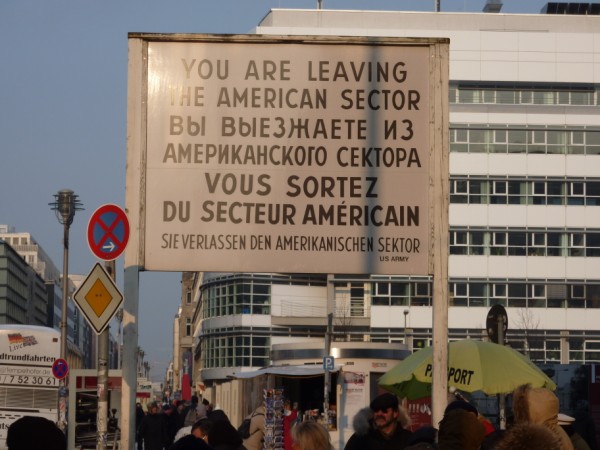 YOU ARE LEAVING
THE AMERICAN SECTOR
ВЫ ВЫЕЗЖАЕТЕ ИЗ
АМЕРИКАНСКОГО СЕКТОРА
VOUS SORTEZ
DU SECTEUR AMÉRICAIN
SIE VERLASSEN DEN AMERIKANISCHEN SEKTOR
US ARMY
P